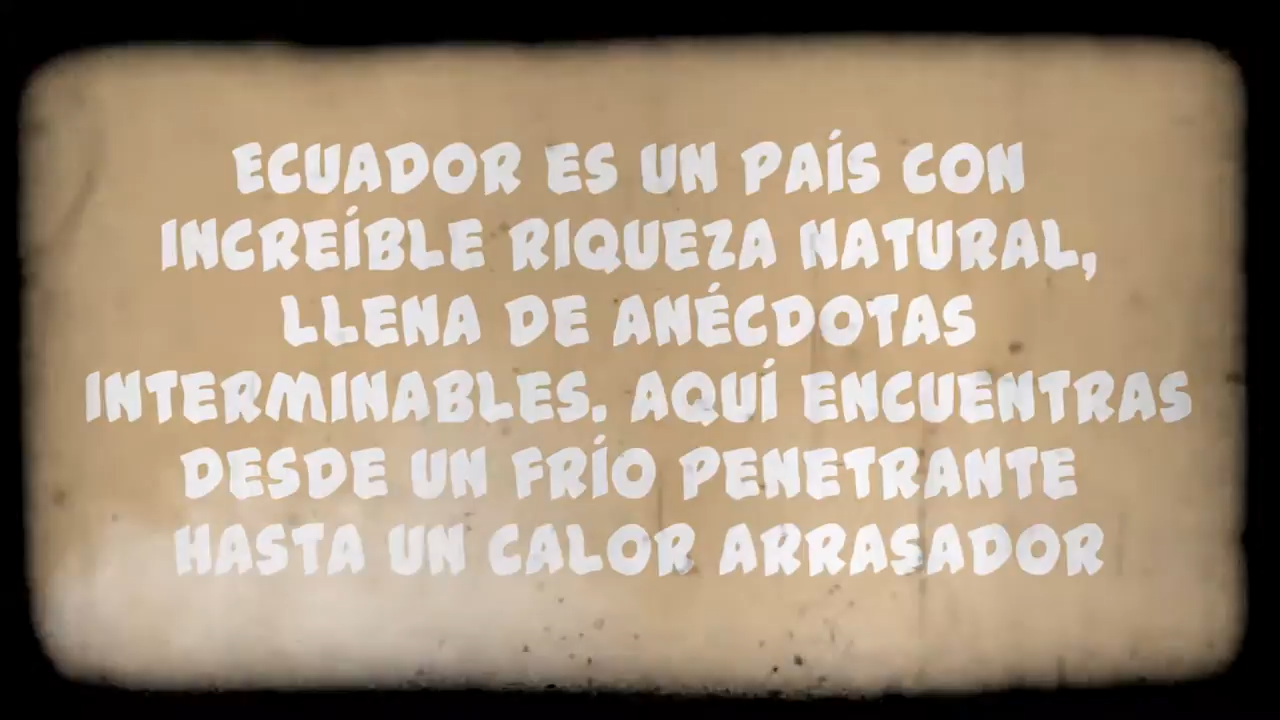 ECUADOR ES UN PAÍS CON
INCREÍBLE RIQUEZA NATURAL,
LLENA DE ANÉCDOTAS
INTERMINABLES. AQUÍ ENCUENTRAS
DESDE UN FRÍO PENETRANTE
HASTA UN CALOR ARRASADOR